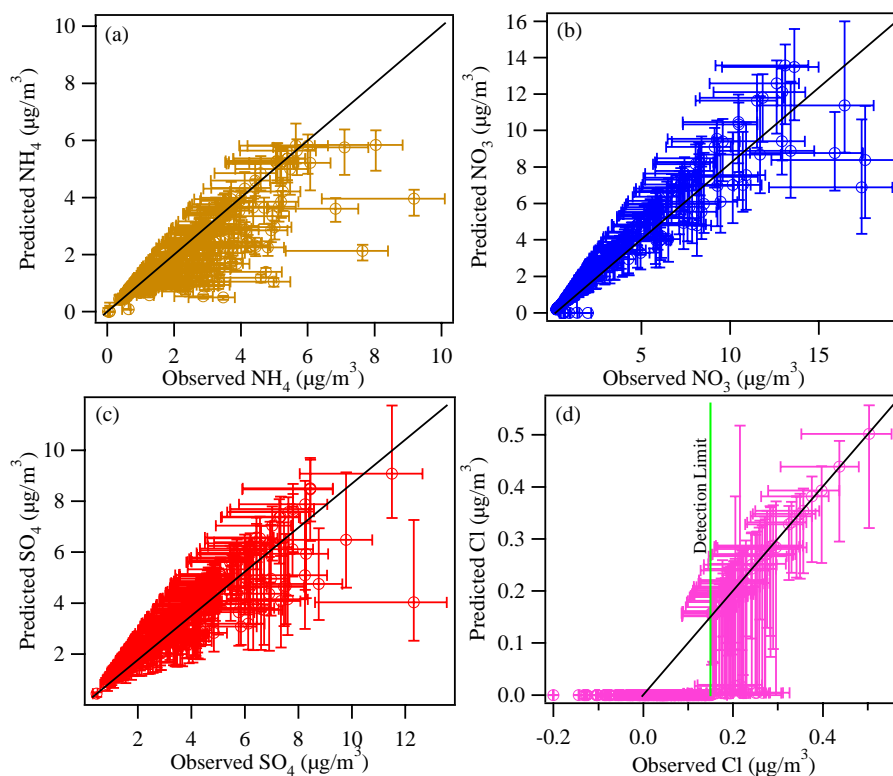 (a)
10
8
6
4
2
0
Predicted NH4 (µg/m3)
0 2 4 6 8 10
Observed NH4 (µg/m3)
(b)
16
14
12
10
8
6
4
2
0
Predicted NO3 (µg/m3)
5 10 15
Observed NO3 (µg/m3)
(c)
10
8
6
4
2
Predicted SO4 (µg/m3)
2 4 6 8 10 12
Observed SO4 (µg/m3)
(d)
0.5
0.4
0.3
0.2
0.1
0.0
Predicted Cl (µg/m3)
Detection Limit
-0.2 0.0 0.2 0.4
Observed Cl (µg/m3)